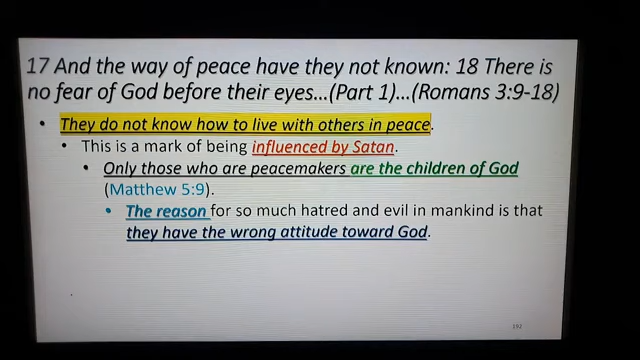 17 And the way of peace have they not known: 18 There is
no fear of God before their eyes…(Part 1)…(Romans 3:9-18)
• They do not know how to live with others in peace.
• This is a mark of being influenced by Satan.
• Only those who are peacemakers are the children of God
(Matthew 5:9).
• The reason for so much hatred and evil in mankind is that
they have the wrong attitude toward God.